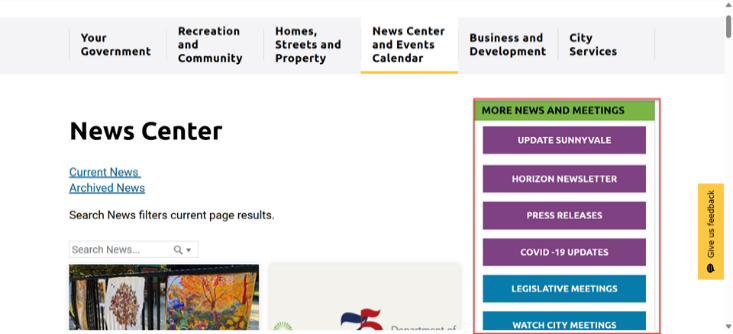 Your
Government
Recreation
and
Community
Homes,
Streets and
Property
News Center
and Events
Calendar
Business and
Development
City
Services
News Center
Current News
Archived News
Search News filters current page results.
Search News...
MORE NEWS AND MEETINGS
UPDATE SUNNYVALE
HORIZON NEWSLETTER
PRESS RELEASES
COVID -19 UPDATES
LEGISLATIVE MEETINGS
WATCH CITY MEETINGS
Give us feedback
75
Department of